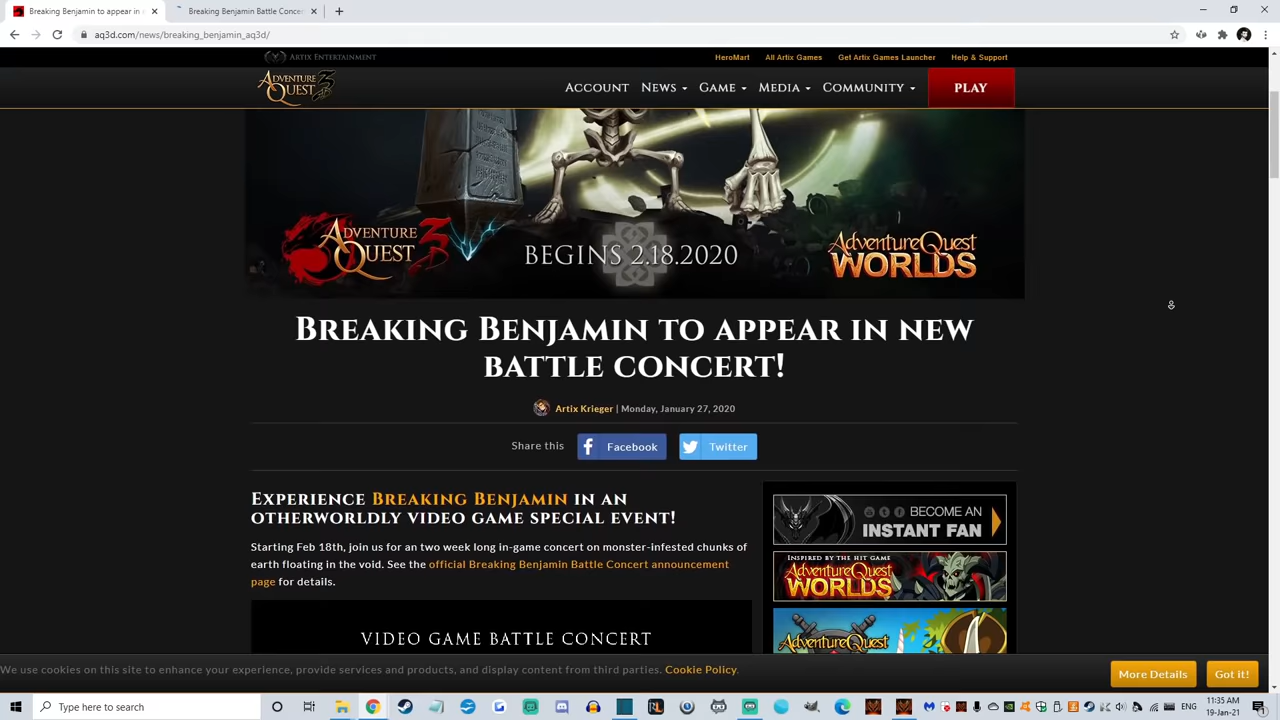 Breaking Benjamin to appear in
Breaking Benjamin Battle Concer
aq3d.com/news/breaking_benjamin_aq3d/
ARTIX ENTERTAINMENT
HeroMart
All Artix Games
Get Artix Games Launcher
Help & Support
ADVENTURE QUEST 3
ACCOUNT
NEWS
GAME
MEDIA
COMMUNITY
PLAY
ADVENTURE QUEST 3
BEGINS 2.18.2020
AdventureQuest
WORLDS
BREAKING BENJAMIN TO APPEAR IN NEW
BATTLE CONCERT!
Artix Krieger | Monday, January 27, 2020
Share this
Facebook
Twitter
EXPERIENCE BREAKING BENJAMIN IN AN
OTHERWORLDLY VIDEO GAME SPECIAL EVENT!
Starting Feb 18th, join us for an two week long in-game concert on monster-infested chunks of
earth floating in the void. See the official Breaking Benjamin Battle Concert announcement
page for details.
VIDEO GAME BATTLE CONCERT
BECOME AN
INSTANT FAN
INSPIRED BY THE HIT GAME
AdventureQuest
WORLDS
AdventureQuest
We use cookies on this site to enhance your experience, provide services and products, and display content from third parties. Cookie Policy.
More Details
Got it!
Type here to search
ENG
11:35 AM
19-Jan-21